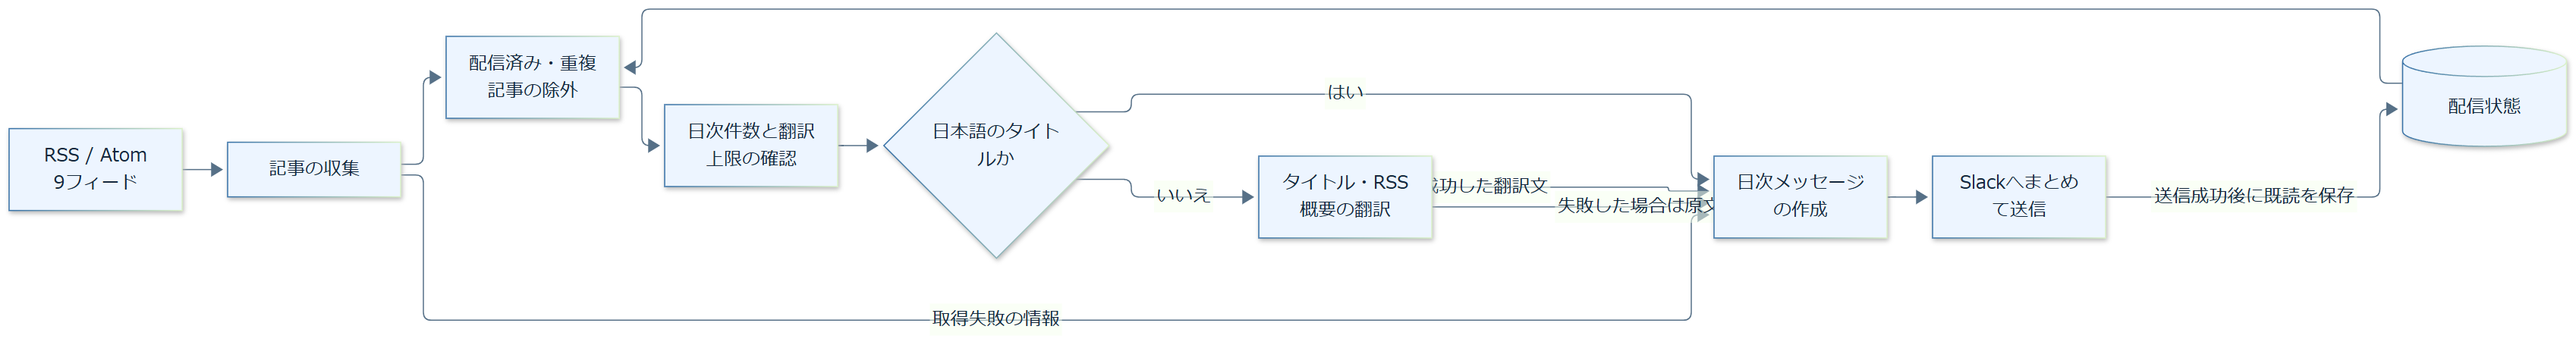 RSS / Atom
9フィード
記事の収集
配信済み・重複
記事の除外
日次件数と翻訳
上限の確認
日本語のタイト
ルか
はい
いいえ
タイトル・RSS
概要の翻訳
成功した翻訳文
失敗した場合は原文
取得失敗の情報
日次メッセージ
の作成
Slackへまとめ
て送信
送信成功後に既読を保存
配信状態